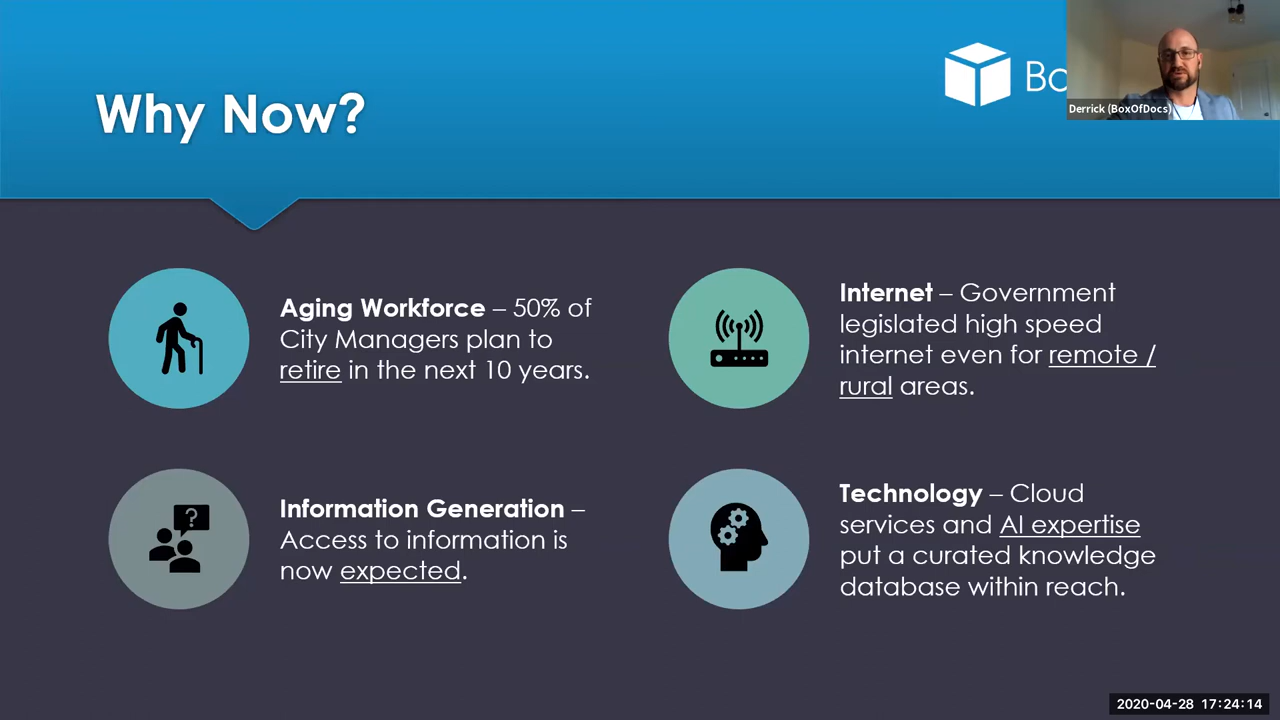 Why Now?
Bo
Derrick (BoxOfDocs)
Aging Workforce – 50% of
City Managers plan to
retire in the next 10 years.
Internet – Government
legislated high speed
internet even for remote /
rural areas.
?
Information Generation –
Access to information is
now expected.
Technology – Cloud
services and AI expertise
put a curated knowledge
database within reach.
2020-04-28 17:24:14